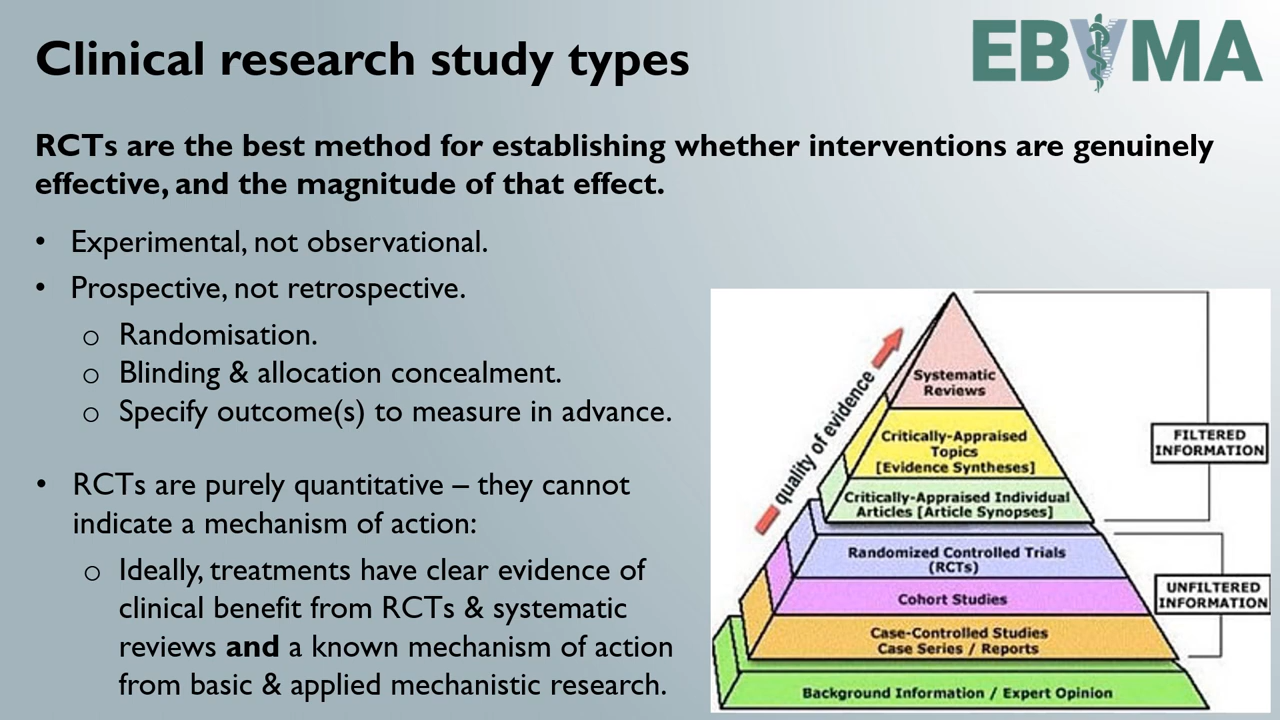 Clinical research study types
EBVMA
RCTs are the best method for establishing whether interventions are genuinely
effective, and the magnitude of that effect.
• Experimental, not observational.
• Prospective, not retrospective.
o Randomisation.
o Blinding & allocation concealment.
o Specify outcome(s) to measure in advance.
• RCTs are purely quantitative – they cannot
indicate a mechanism of action:
o Ideally, treatments have clear evidence of
clinical benefit from RCTs & systematic
reviews and a known mechanism of action
from basic & applied mechanistic research.
quality of evidence
Systematic
Reviews
Critically-Appraised
Topics
[Evidence Syntheses]
Critically-Appraised Individual
Articles [Article Synopses]
FILTERED
INFORMATION
Randomized Controlled Trials
(RCTs)
Cohort Studies
Case-Controlled Studies
Case Series / Reports
UNFILTERED
INFORMATION
Background Information / Expert Opinion